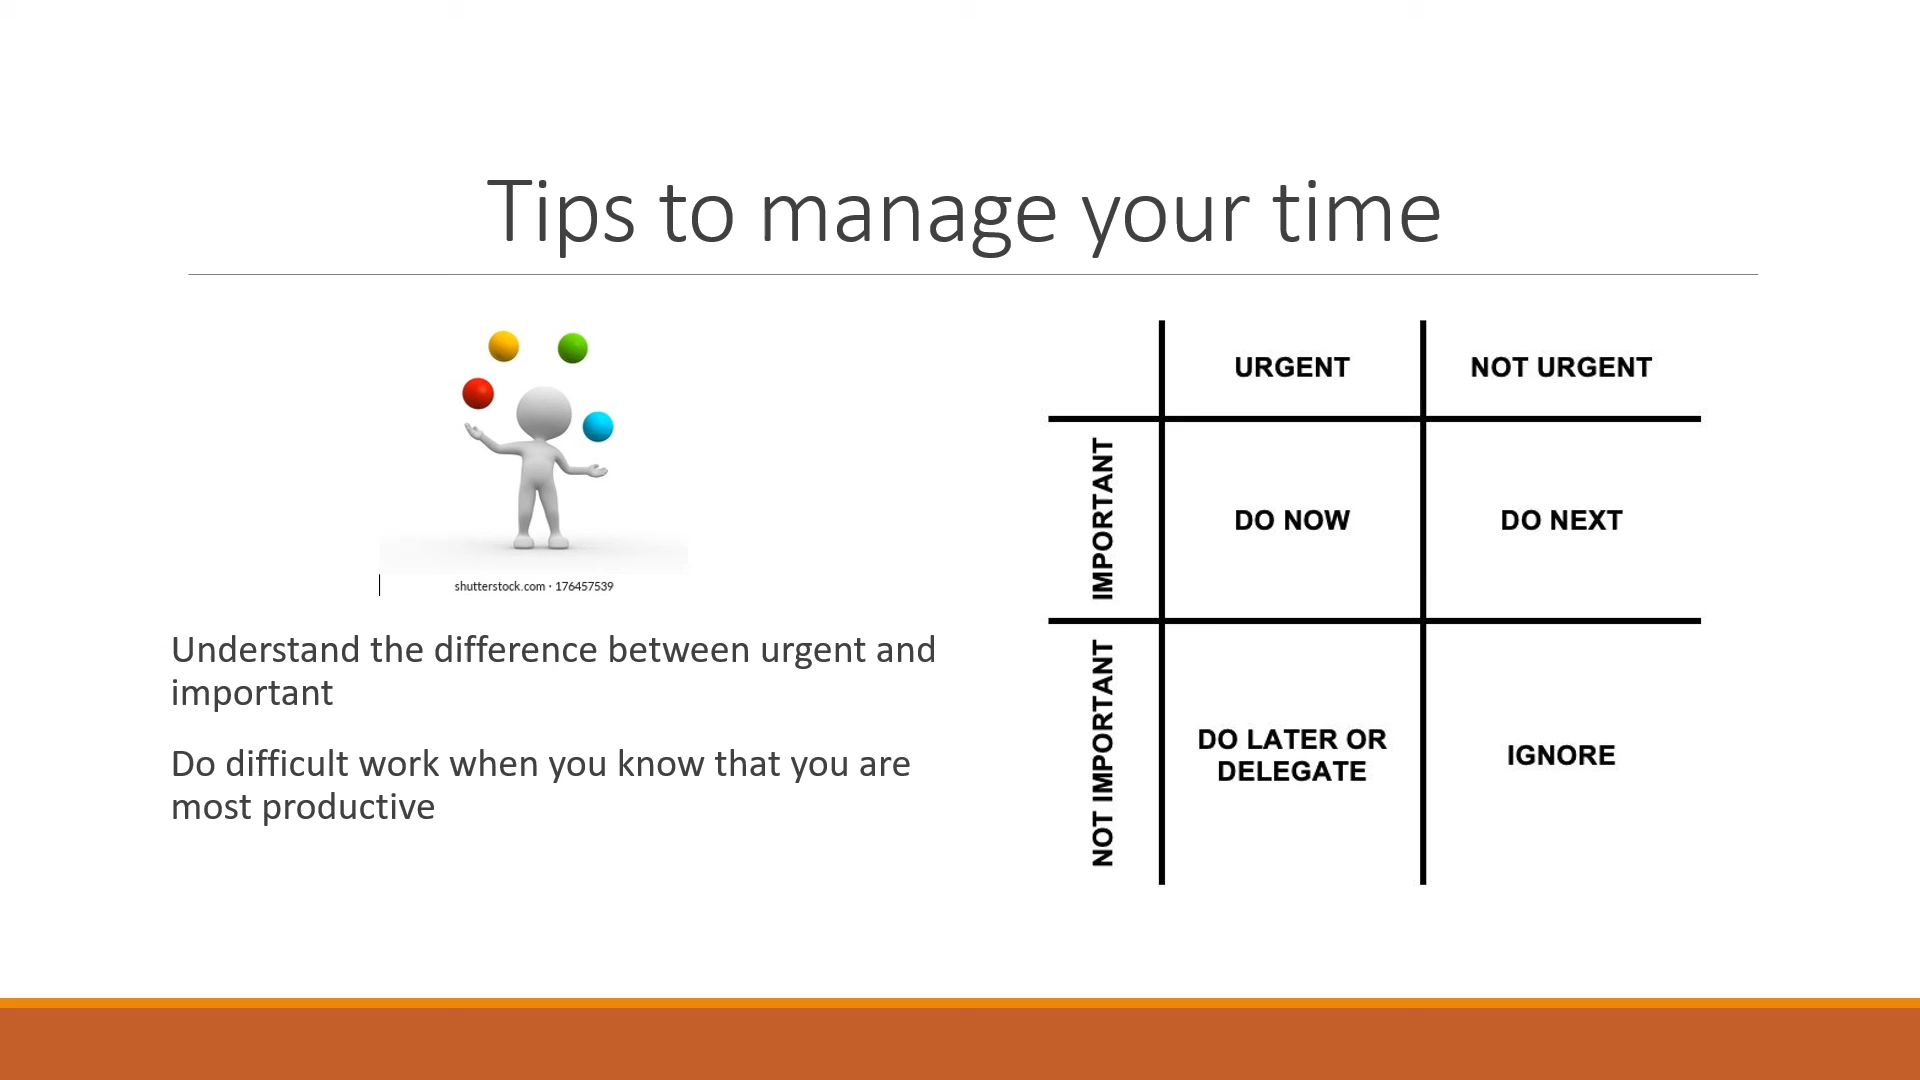 Tips to manage your time
shutterstock.com · 176457539
Understand the difference between urgent and
important
Do difficult work when you know that you are
most productive
URGENT
NOT URGENT
IMPORTANT
DO NOW
DO NEXT
NOT IMPORTANT
DO LATER OR
DELEGATE
IGNORE